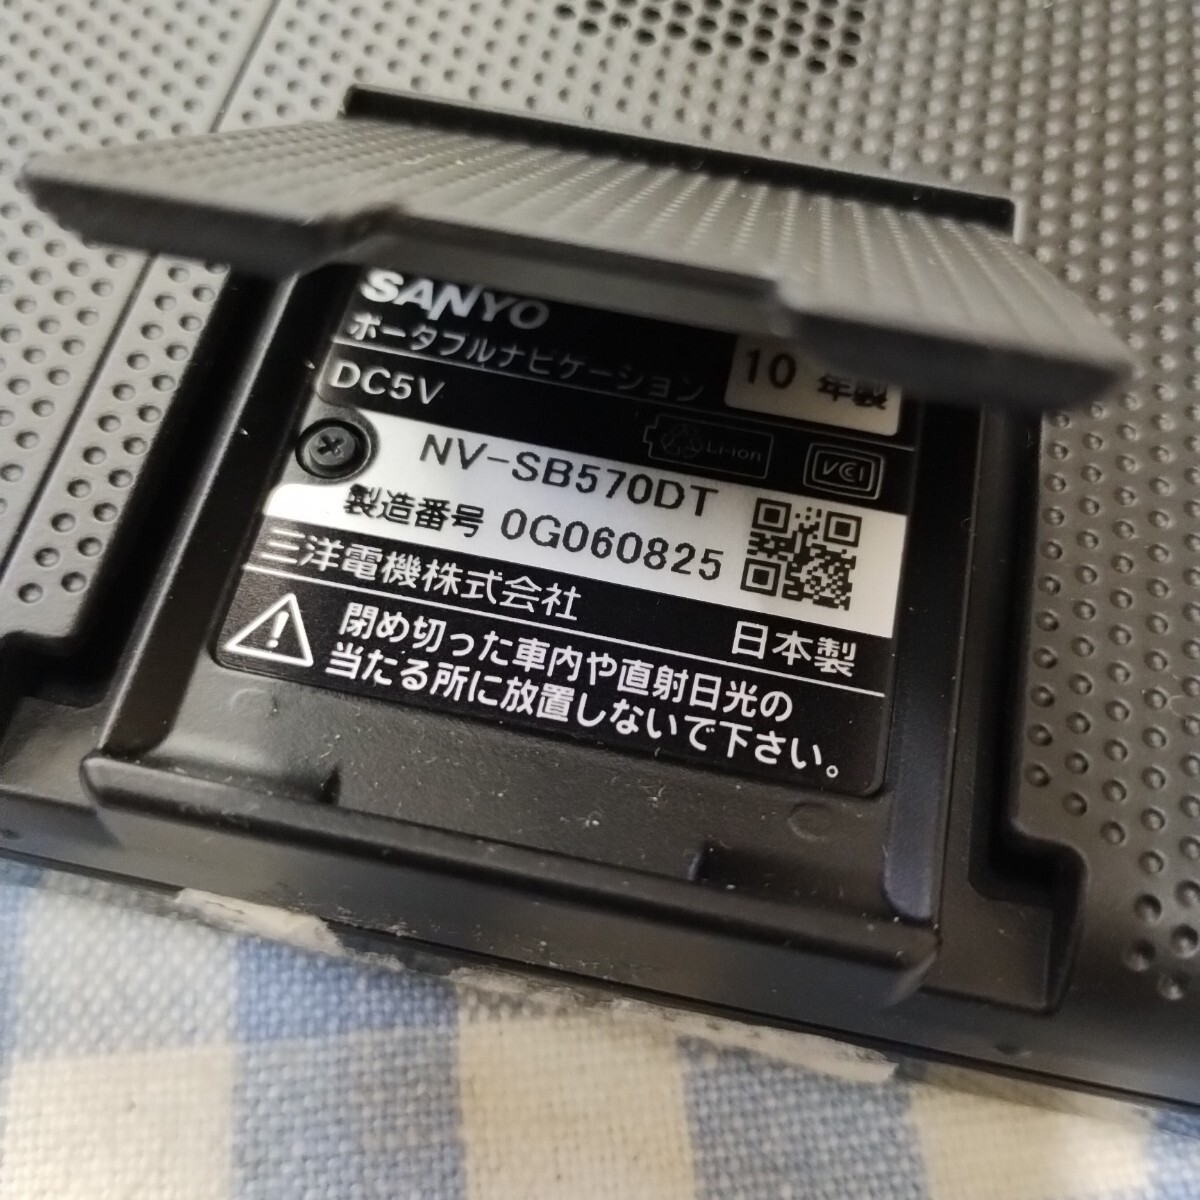 SANYO
ポータブルナビゲーション
10年製
DC5V
Li-ion
VCCI
NV-SB570DT
製造番号 0G060825
三洋電機株式会社
日本製
閉め切った車内や直射日光の
当たる所に放置しないで下さい。